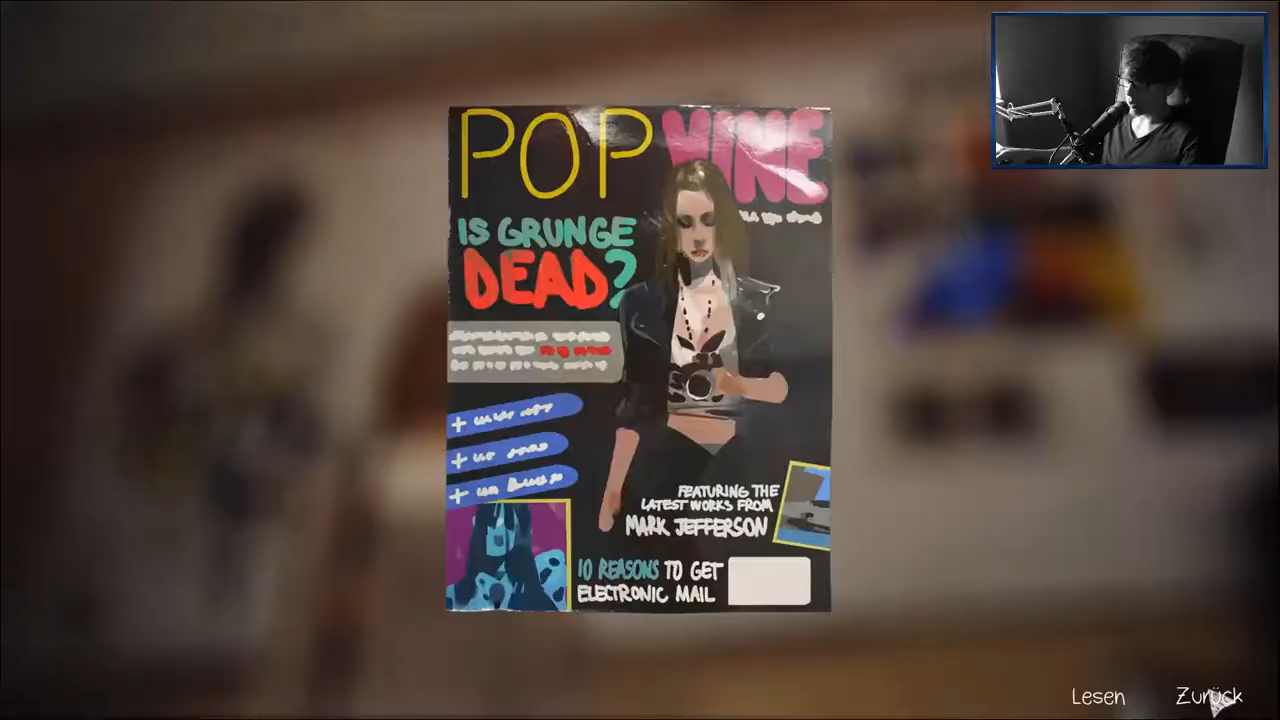 POP VINE
IS GRUNGE
DEAD?
FEATURING THE
LATEST WORKS FROM
MARK JEFFERSON
10 REASONS TO GET
ELECTRONIC MAIL
Lesen Zurück